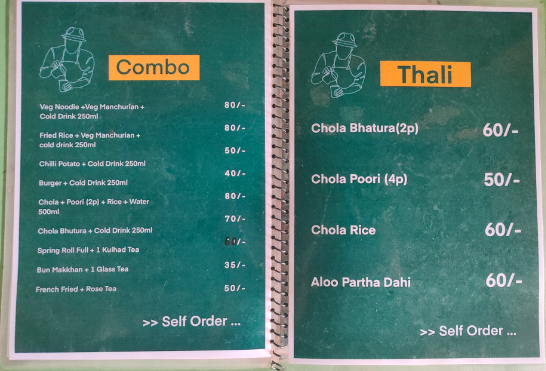 Combo
Veg Noodle +Veg Manchurian +
Cold Drink 250ml
80/-
Fried Rice + Veg Manchurian +
cold drink 250ml
80/-
Chilli Potato + Cold Drink 250ml
50/-
Burger + Cold Drink 250ml
40/-
Chola + Poori (2p) + Rice + Water
500ml
80/-
Chola Bhutura + Cold Drink 250ml
70/-
Spring Roll Full + 1 Kulhad Tea
60/-
Bun Makkhan + 1 Glass Tea
35/-
French Fried + Rose Tea
50/-
>> Self Order ...
Thali
Chola Bhatura(2p) 60/-
Chola Poori (4p) 50/-
Chola Rice 60/-
Aloo Partha Dahi 60/-
>> Self Order ...